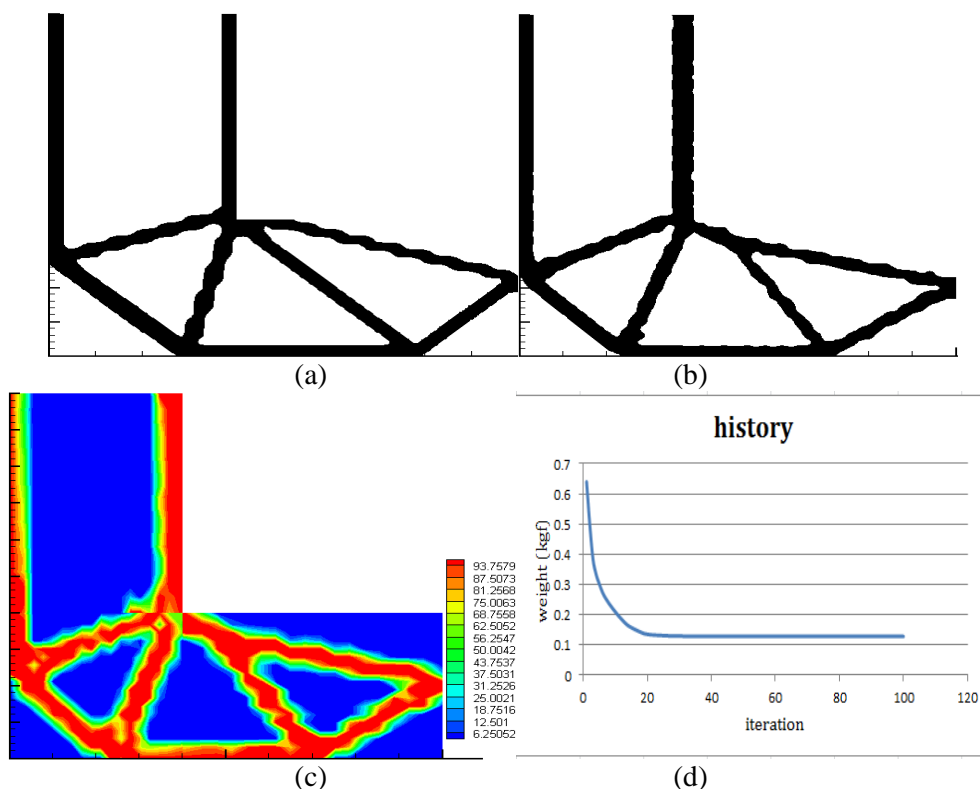 (a)
(b)
93.7579
87.5073
81.2568
75.0063
68.7558
62.5052
56.2547
50.0042
43.7537
37.5031
31.2526
25.0021
18.7516
12.501
6.25052
(c)
history
weight (kgf)
0.7
0.6
0.5
0.4
0.3
0.2
0.1
0
0 20 40 60 80 100 120
iteration
(d)